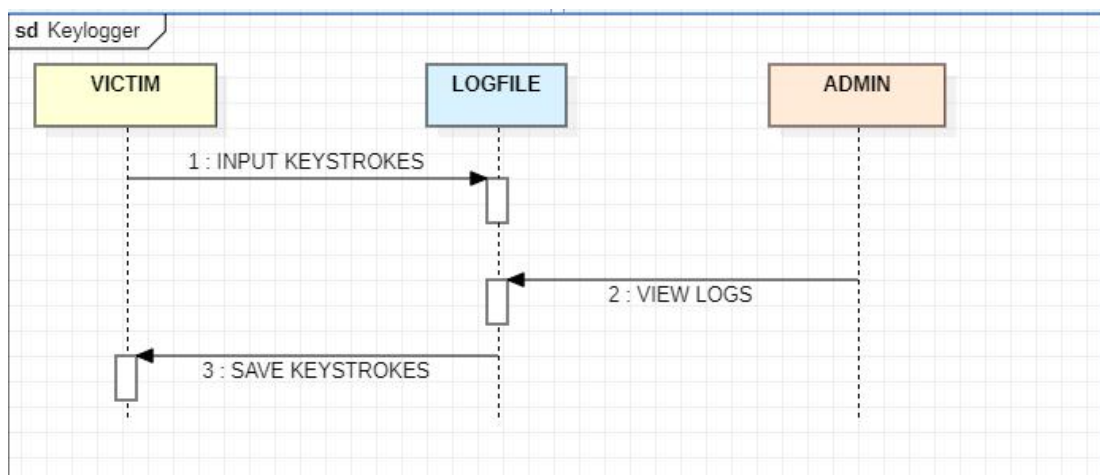 sd Keylogger
VICTIM
LOGFILE
ADMIN
1 : INPUT KEYSTROKES
2 : VIEW LOGS
3 : SAVE KEYSTROKES